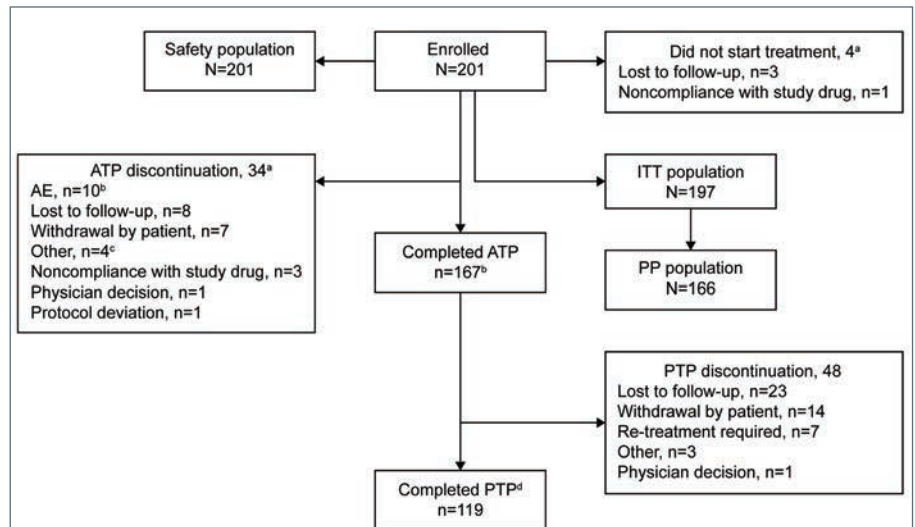 Safety population
N=201
Enrolled
N=201
Did not start treatment, 4ᵃ
Lost to follow-up, n=3
Noncompliance with study drug, n=1
ATP discontinuation, 34ᵃ
AE, n=10ᵇ
Lost to follow-up, n=8
Withdrawal by patient, n=7
Other, n=4ᶜ
Noncompliance with study drug, n=3
Physician decision, n=1
Protocol deviation, n=1
ITT population
N=197
Completed ATP
n=167ᵇ
PP population
N=166
PTP discontinuation, 48
Lost to follow-up, n=23
Withdrawal by patient, n=14
Re-treatment required, n=7
Other, n=3
Physician decision, n=1
Completed PTPᵈ
n=119